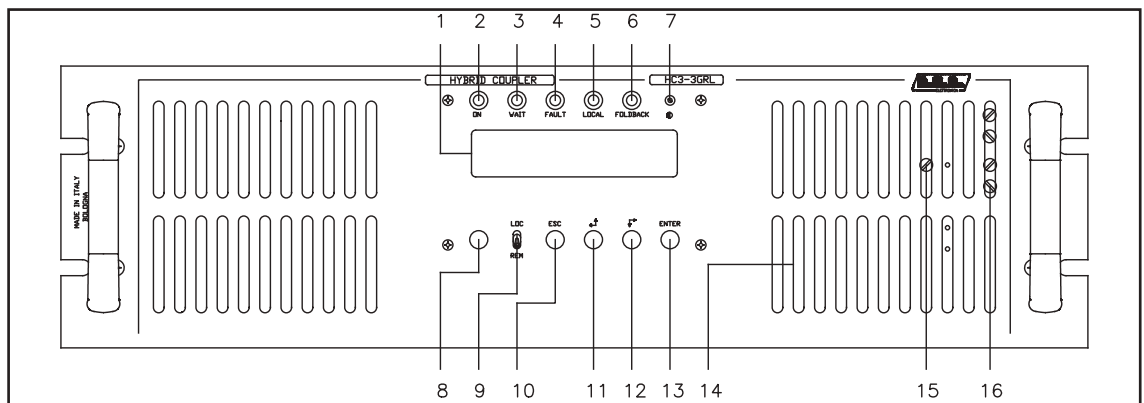 1 2 3 4 5 6 7
HYBRID COUPLER HC3-3GRL
ON WAIT FAULT LOCAL FOLDBACK
MADE IN ITALY
BOLOGNA
LOC ESC ENTER
REM
8 9 10 11 12 13 14 15 16